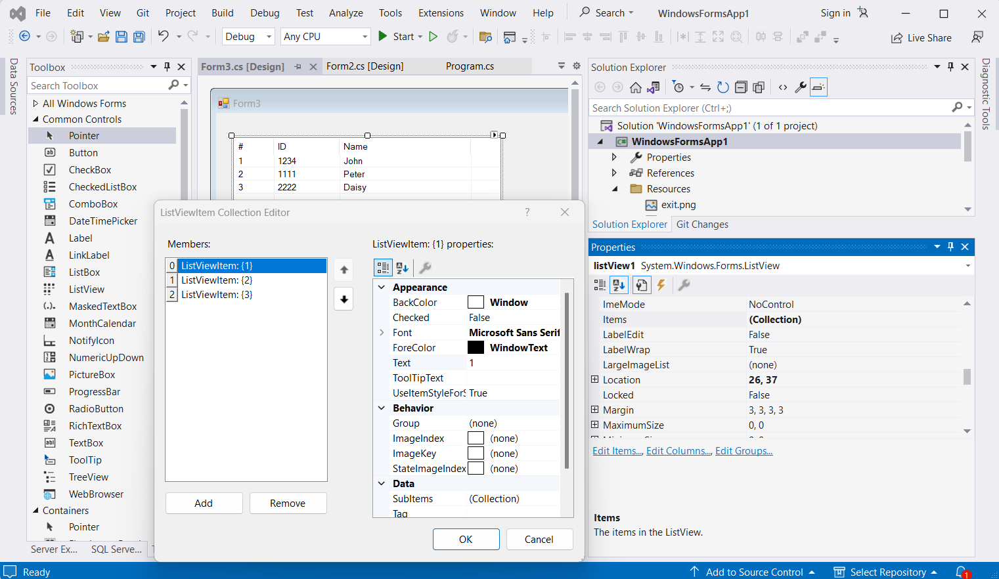 File Edit View Git Project Build Debug Test Analyze Tools Extensions Window Help Search WindowsFormsApp1 Sign in
Debug Any CPU Start Live Share
Data Sources
Toolbox
Search Toolbox
All Windows Forms
Common Controls
Pointer
Button
CheckBox
CheckedListBox
ComboBox
DateTimePicker
Label
LinkLabel
ListBox
ListView
MaskedTextBox
MonthCalendar
NotifyIcon
NumericUpDown
PictureBox
ProgressBar
RadioButton
RichTextBox
TextBox
ToolTip
TreeView
WebBrowser
Containers
Pointer
Server Ex... SQL Serve...
Form3.cs [Design] Form2.cs [Design] Program.cs
Form3
# ID Name
1 1234 John
2 1111 Peter
3 2222 Daisy
ListViewItem Collection Editor ?
Members:
0 ListViewItem: {1}
1 ListViewItem: {2}
2 ListViewItem: {3}
Add Remove
ListViewItem: {1} properties:
Appearance
BackColor Window
Checked False
Font Microsoft Sans Serif
ForeColor WindowText
Text 1
ToolTipText
UseItemStyleForS True
Behavior
Group (none)
ImageIndex (none)
ImageKey (none)
StateImageIndex (none)
Data
SubItems (Collection)
Tag
OK Cancel
Solution Explorer
Search Solution Explorer (Ctrl+;)
Solution 'WindowsFormsApp1' (1 of 1 project)
WindowsFormsApp1
Properties
References
Resources
exit.png
Solution Explorer Git Changes
Properties
listView1 System.Windows.Forms.ListView
ImeMode NoControl
Items (Collection)
LabelEdit False
LabelWrap True
LargeImageList (none)
Location 26, 37
Locked False
Margin 3, 3, 3, 3
MaximumSize 0, 0
Edit Items..., Edit Columns..., Edit Groups...
Items
The items in the ListView.
Diagnostic Tools
Ready Add to Source Control Select Repository 1